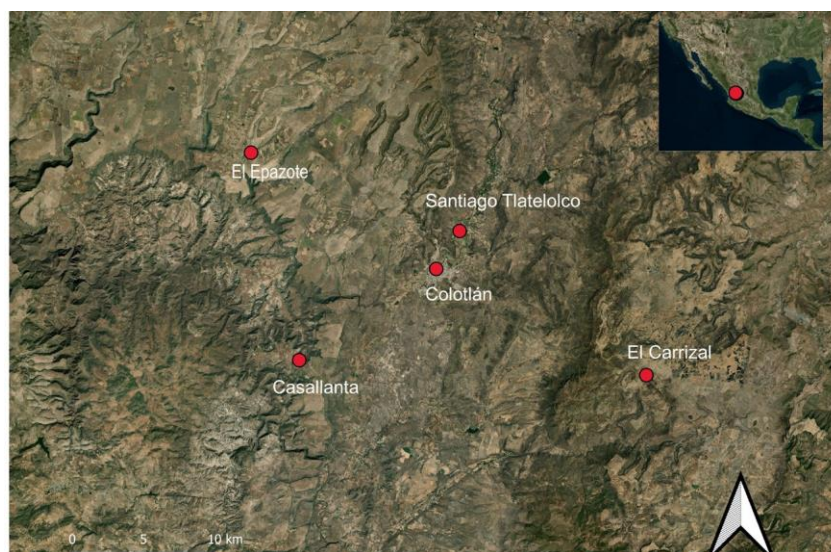 El Epazote
Santiago Tlatelolco
Colotlán
El Carrizal
Casallanta
0 5 10 km